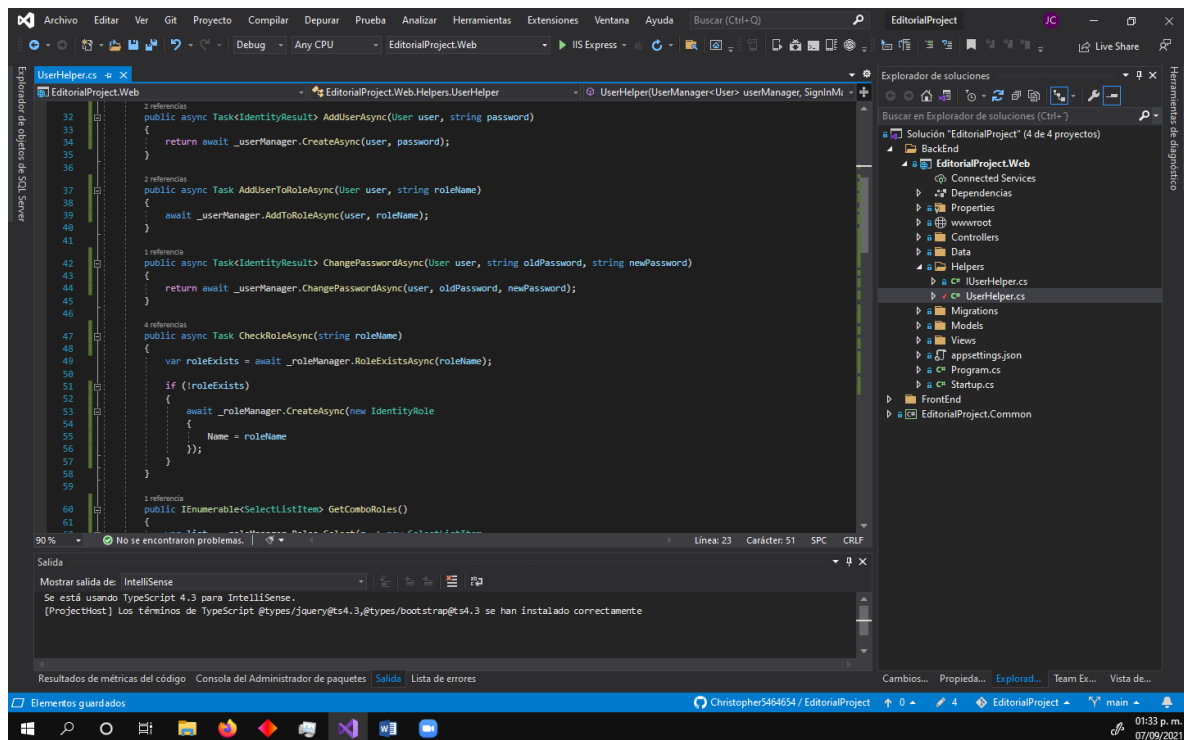 Archivo Editar Ver Git Proyecto Compilar Depurar Prueba Analizar Herramientas Extensiones Ventana Ayuda Buscar (Ctrl+Q) EditorialProject JC
Debug Any CPU EditorialProject.Web IIS Express Live Share
Explorador de objetos de SQL Server
UserHelper.cs
EditorialProject.Web EditorialProject.Web.Helpers.UserHelper UserHelper(UserManager<User> userManager, SignInMa
2 referencias
32 public async Task<IdentityResult> AddUserAsync(User user, string password)
33 {
34 return await _userManager.CreateAsync(user, password);
35 }
36
2 referencias
37 public async Task AddUserToRoleAsync(User user, string roleName)
38 {
39 await _userManager.AddToRoleAsync(user, roleName);
40 }
41
1 referencia
42 public async Task<IdentityResult> ChangePasswordAsync(User user, string oldPassword, string newPassword)
43 {
44 return await _userManager.ChangePasswordAsync(user, oldPassword, newPassword);
45 }
46
4 referencias
47 public async Task CheckRoleAsync(string roleName)
48 {
49 var roleExists = await _roleManager.RoleExistsAsync(roleName);
50
51 if (!roleExists)
52 {
53 await _roleManager.CreateAsync(new IdentityRole
54 {
55 Name = roleName
56 });
57 }
58 }
59
1 referencia
60 public IEnumerable<SelectListItem> GetComboRoles()
61 {
90 % No se encontraron problemas. Línea: 23 Carácter: 51 SPC CRLF
Salida
Mostrar salida de: IntelliSense
Se está usando TypeScript 4.3 para IntelliSense.
[ProjectHost] Los términos de TypeScript @types/jquery@ts4.3,@types/bootstrap@ts4.3 se han instalado correctamente
Resultados de métricas del código Consola del Administrador de paquetes Salida Lista de errores
Explorador de soluciones
Buscar en Explorador de soluciones (Ctrl+´)
Solución "EditorialProject" (4 de 4 proyectos)
BackEnd
EditorialProject.Web
Connected Services
Dependencias
Properties
wwwroot
Controllers
Data
Helpers
C# IUserHelper.cs
C# UserHelper.cs
Migrations
Models
Views
appsettings.json
C# Program.cs
C# Startup.cs
FrontEnd
C# EditorialProject.Common
Cambios... Propieda... Explorad... Team Ex... Vista de...
Herramientas de diagnóstico
Elementos guardados Christopher5464654 / EditorialProject 0 4 EditorialProject main
01:33 p. m.
07/09/2021